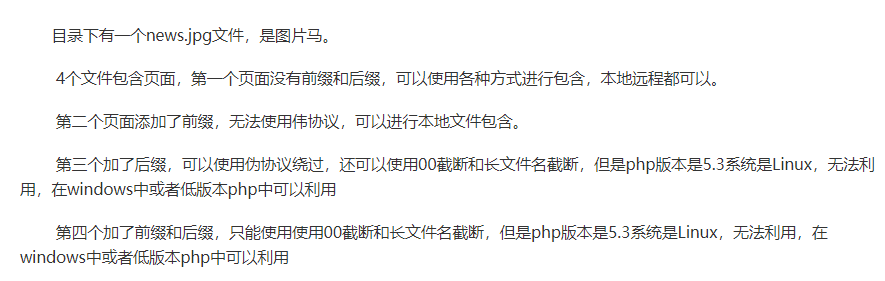 目录下有一个news.jpg文件，是图片马。
4个文件包含页面，第一个页面没有前缀和后缀，可以使用各种方式进行包含，本地远程都可以。
第二个页面添加了前缀，无法使用伟协议，可以进行本地文件包含。
第三个加了后缀，可以使用伪协议绕过，还可以使用00截断和长文件名截断，但是php版本是5.3系统是Linux，无法利
用，在windows中或者低版本php中可以利用
第四个加了前缀和后缀，只能使用使用00截断和长文件名截断，但是php版本是5.3系统是Linux，无法利用，在
windows中或者低版本php中可以利用